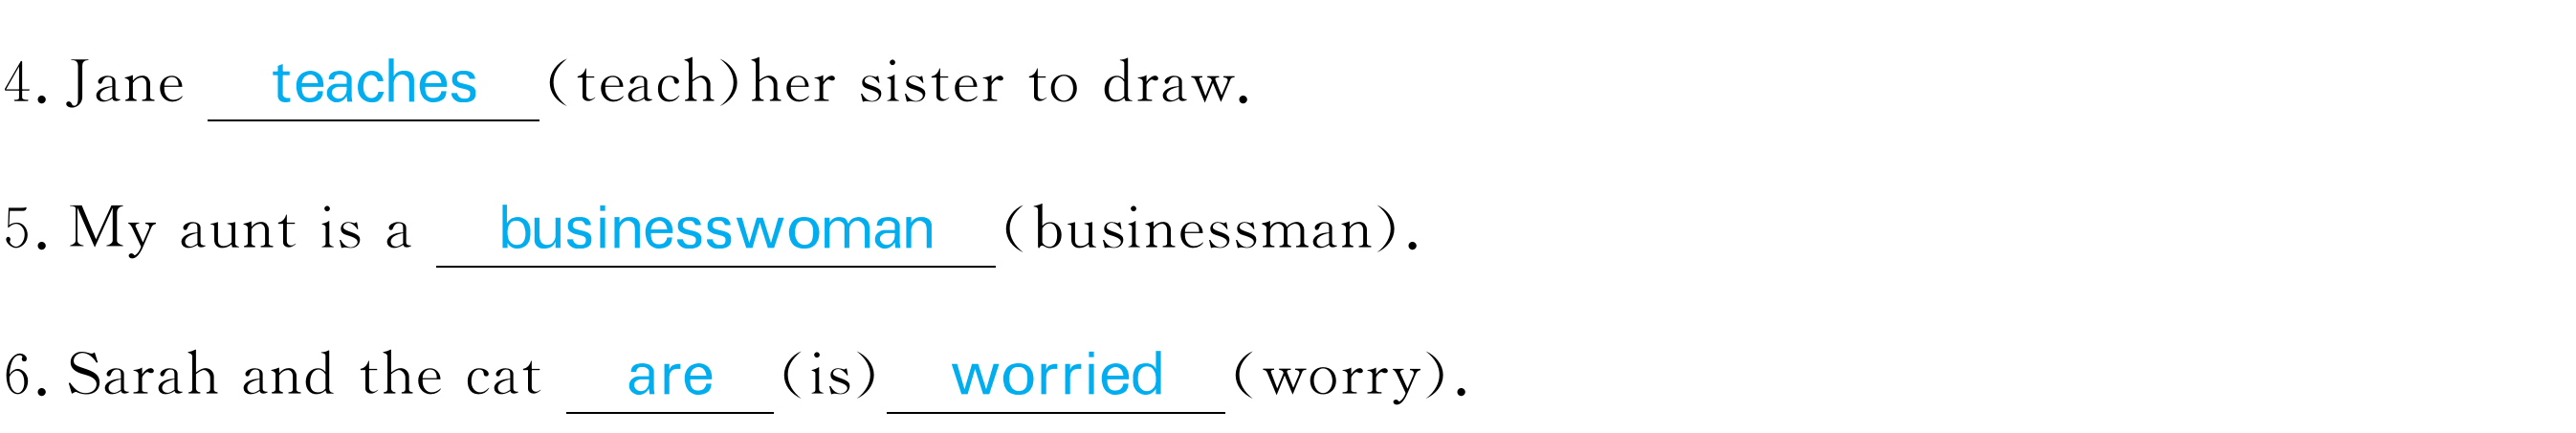 4. Jane teaches (teach) her sister to draw.
5. My aunt is a businesswoman (businessman).
6. Sarah and the cat are (is) worried (worry).